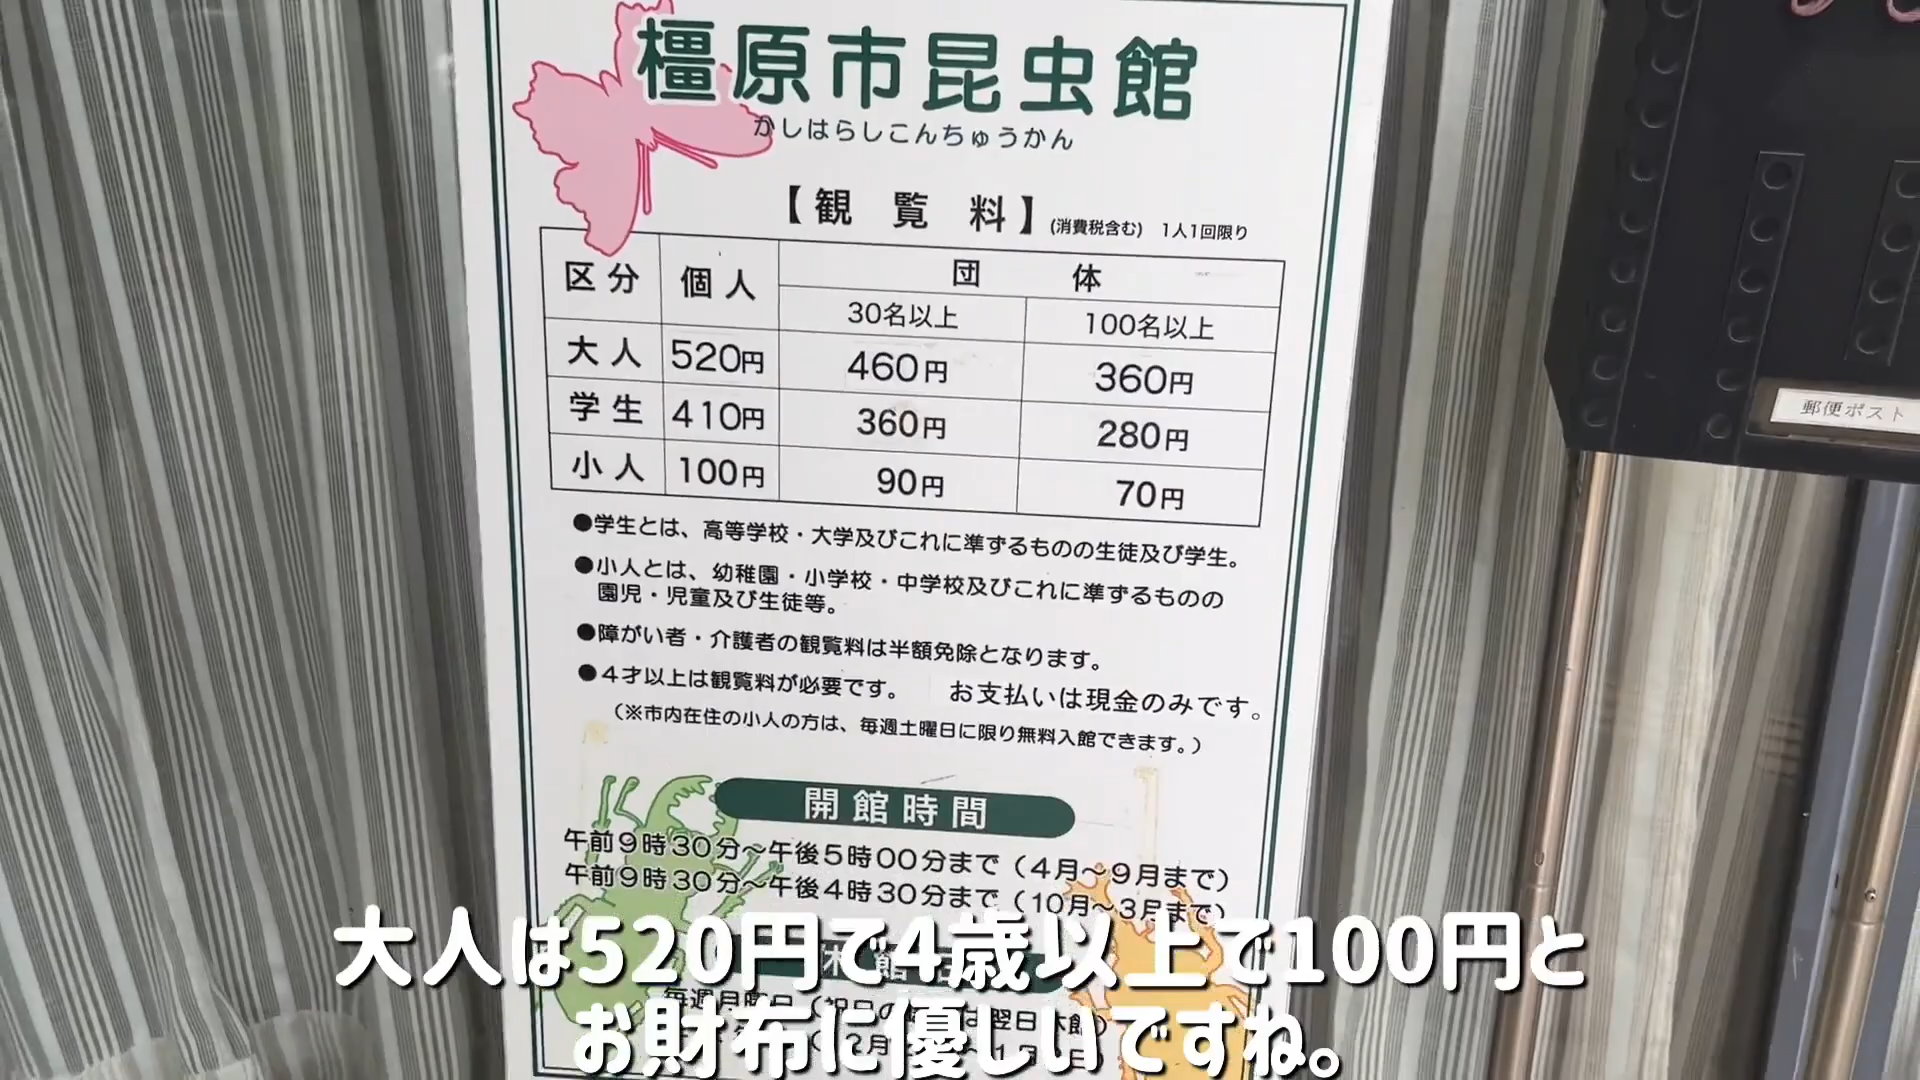 橿原市昆虫館
かしはらしこんちゅうかん
【観覧料】(消費税含む) 1人1回限り
区分 個人 団体
30名以上 100名以上
大人 520円 460円 360円
学生 410円 360円 280円
小人 100円 90円 70円
●学生とは、高等学校・大学及びこれに準ずるものの生徒及び学生。
●小人とは、幼稚園・小学校・中学校及びこれに準ずるものの
園児・児童及び生徒等。
●障がい者・介護者の観覧料は半額免除となります。
●4才以上は観覧料が必要です。 お支払いは現金のみです。
(※市内在住の小人の方は、毎週土曜日に限り無料入館できます。)
開館時間
午前9時30分～午後5時00分まで(4月～9月まで)
午前9時30分～午後4時30分まで(10月～3月まで)
郵便ポスト
大人は520円で4歳以上で100円と
お財布に優しいですね。